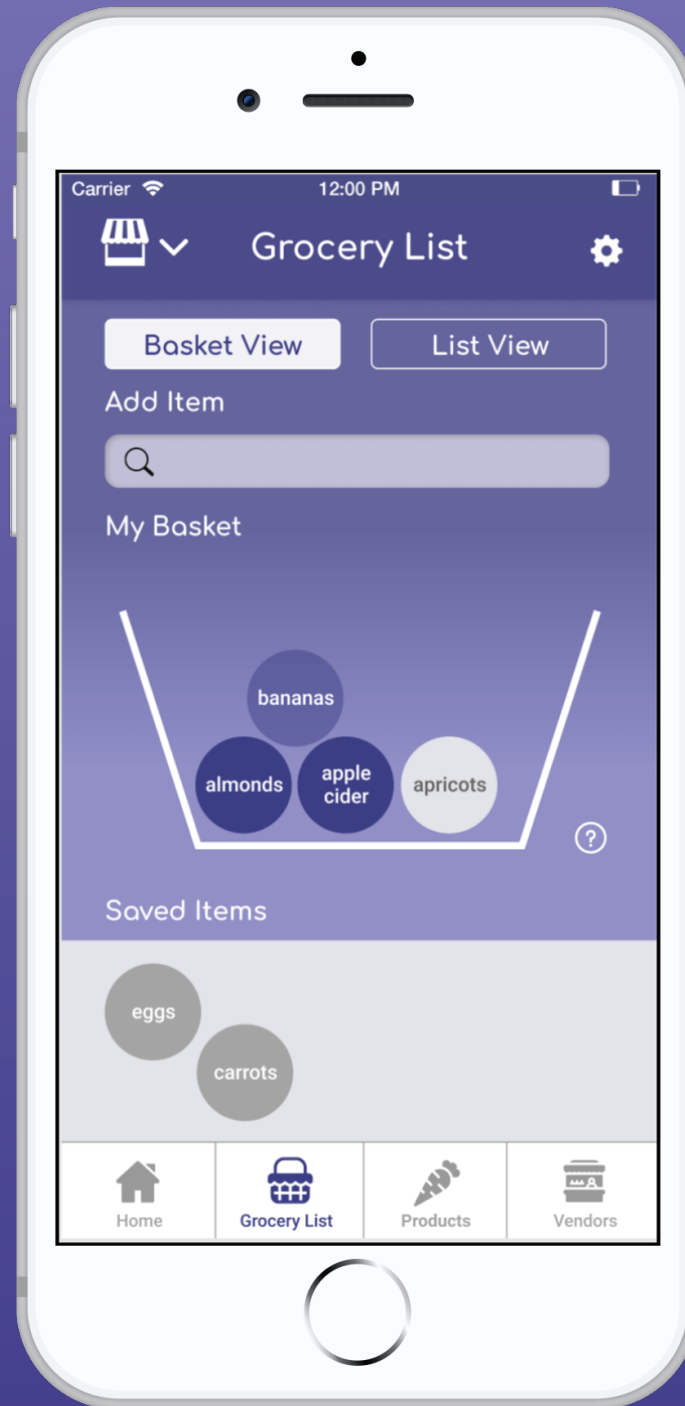 Carrier 12:00 PM
Grocery List
Basket View List View
Add Item
My Basket
bananas
almonds apple cider apricots
?
Saved Items
eggs
carrots
Home Grocery List Products Vendors